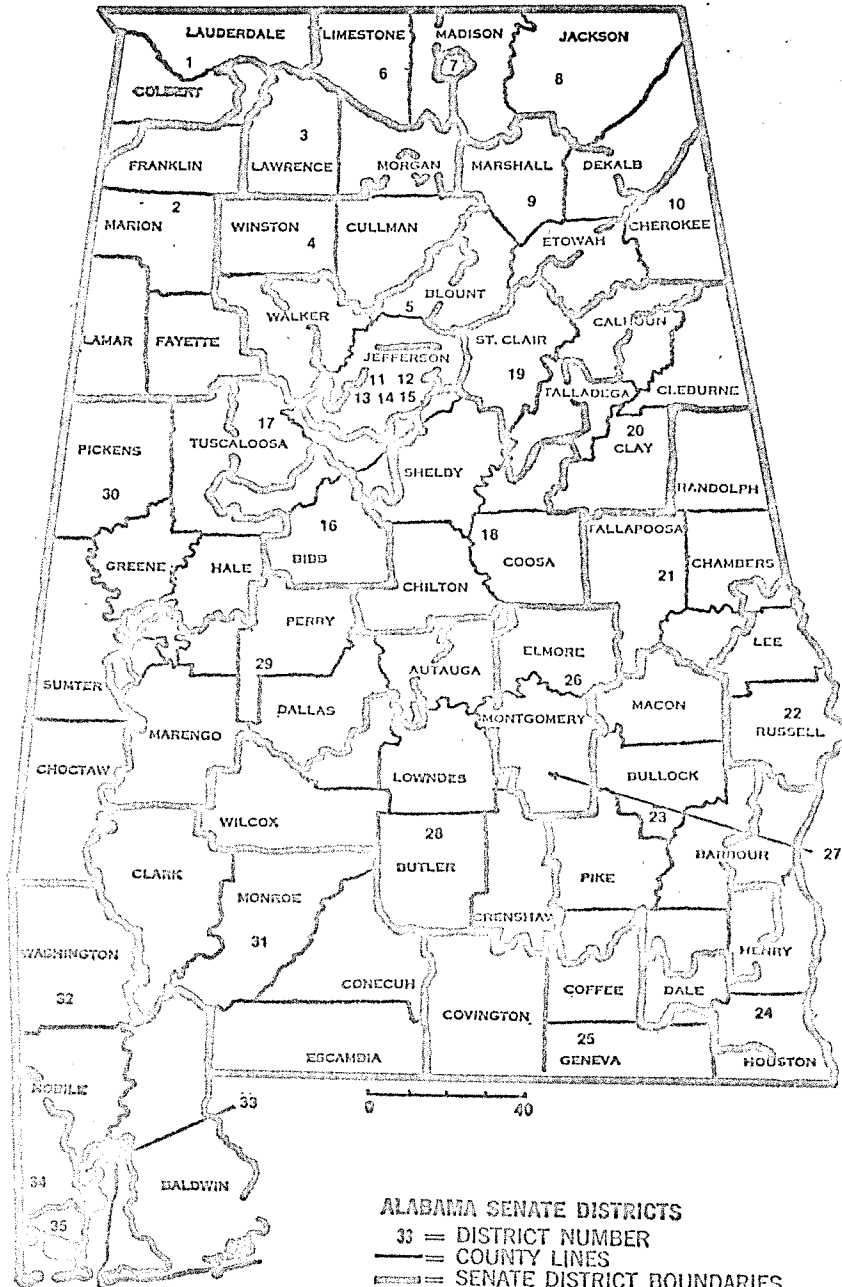 LAUDERDALE LIMESTONE MADISON JACKSON
1 6 7 8
COLBERT
3
FRANKLIN LAWRENCE MORGAN MARSHALL DEKALB
2 9 10
MARION WINSTON CULLMAN CHEROKEE
4 ETOWAH
BLOUNT
5
WALKER CALHOUN
LAMAR FAYETTE ST. CLAIR
JEFFERSON
11 12 19
13 14 15 TALLADEGA CLEBURNE
17 20
PICKENS TUSCALOOSA CLAY
SHELBY
30 RANDOLPH
16 18 TALLAPOOSA
GREENE HALE BIBB COOSA CHAMBERS
CHILTON 21
PERRY
LEE
29 AUTAUGA ELMORE
SUMTER 26
DALLAS MACON
MONTGOMERY 22
MARENGO RUSSELL
CHOCTAW LOWNDES BULLOCK
WILCOX 23
28 BARBOUR 27
CLARK BUTLER PIKE
MONROE
CRENSHAW
31 HENRY
WASHINGTON
CONECUH COFFEE DALE
32 COVINGTON 24
25
ESCAMBIA GENEVA HOUSTON
MOBILE
33 0 40
34 BALDWIN
35
ALABAMA SENATE DISTRICTS
33 = DISTRICT NUMBER
= COUNTY LINES
= SENATE DISTRICT BOUNDARIES